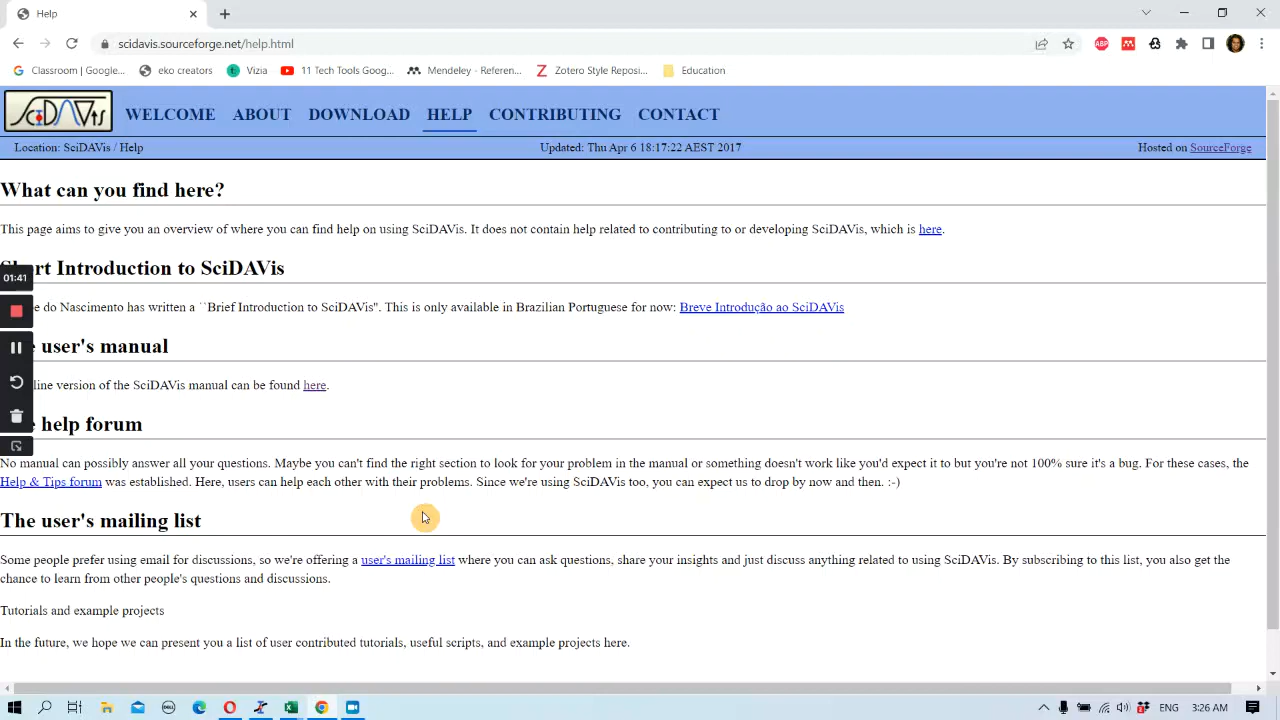 Help
scidavis.sourceforge.net/help.html
Classroom | Google... eko creators Vizia 11 Tech Tools Goog... Mendeley - Referen... Zotero Style Reposi... Education
SciDAVis WELCOME ABOUT DOWNLOAD HELP CONTRIBUTING CONTACT
Location: SciDAVis / Help Updated: Thu Apr 6 18:17:22 AEST 2017 Hosted on SourceForge
What can you find here?
This page aims to give you an overview of where you can find help on using SciDAVis. It does not contain help related to contributing to or developing SciDAVis, which is here.
rt Introduction to SciDAVis
01:41
e do Nascimento has written a ``Brief Introduction to SciDAVis". This is only available in Brazilian Portuguese for now: Breve Introdução ao SciDAVis
user's manual
line version of the SciDAVis manual can be found here.
help forum
No manual can possibly answer all your questions. Maybe you can't find the right section to look for your problem in the manual or something doesn't work like you'd expect it to but you're not 100% sure it's a bug. For these cases, the
Help & Tips forum was established. Here, users can help each other with their problems. Since we're using SciDAVis too, you can expect us to drop by now and then. :-)
The user's mailing list
Some people prefer using email for discussions, so we're offering a user's mailing list where you can ask questions, share your insights and just discuss anything related to using SciDAVis. By subscribing to this list, you also get the
chance to learn from other people's questions and discussions.
Tutorials and example projects
In the future, we hope we can present you a list of user contributed tutorials, useful scripts, and example projects here.
ENG 3:26 AM